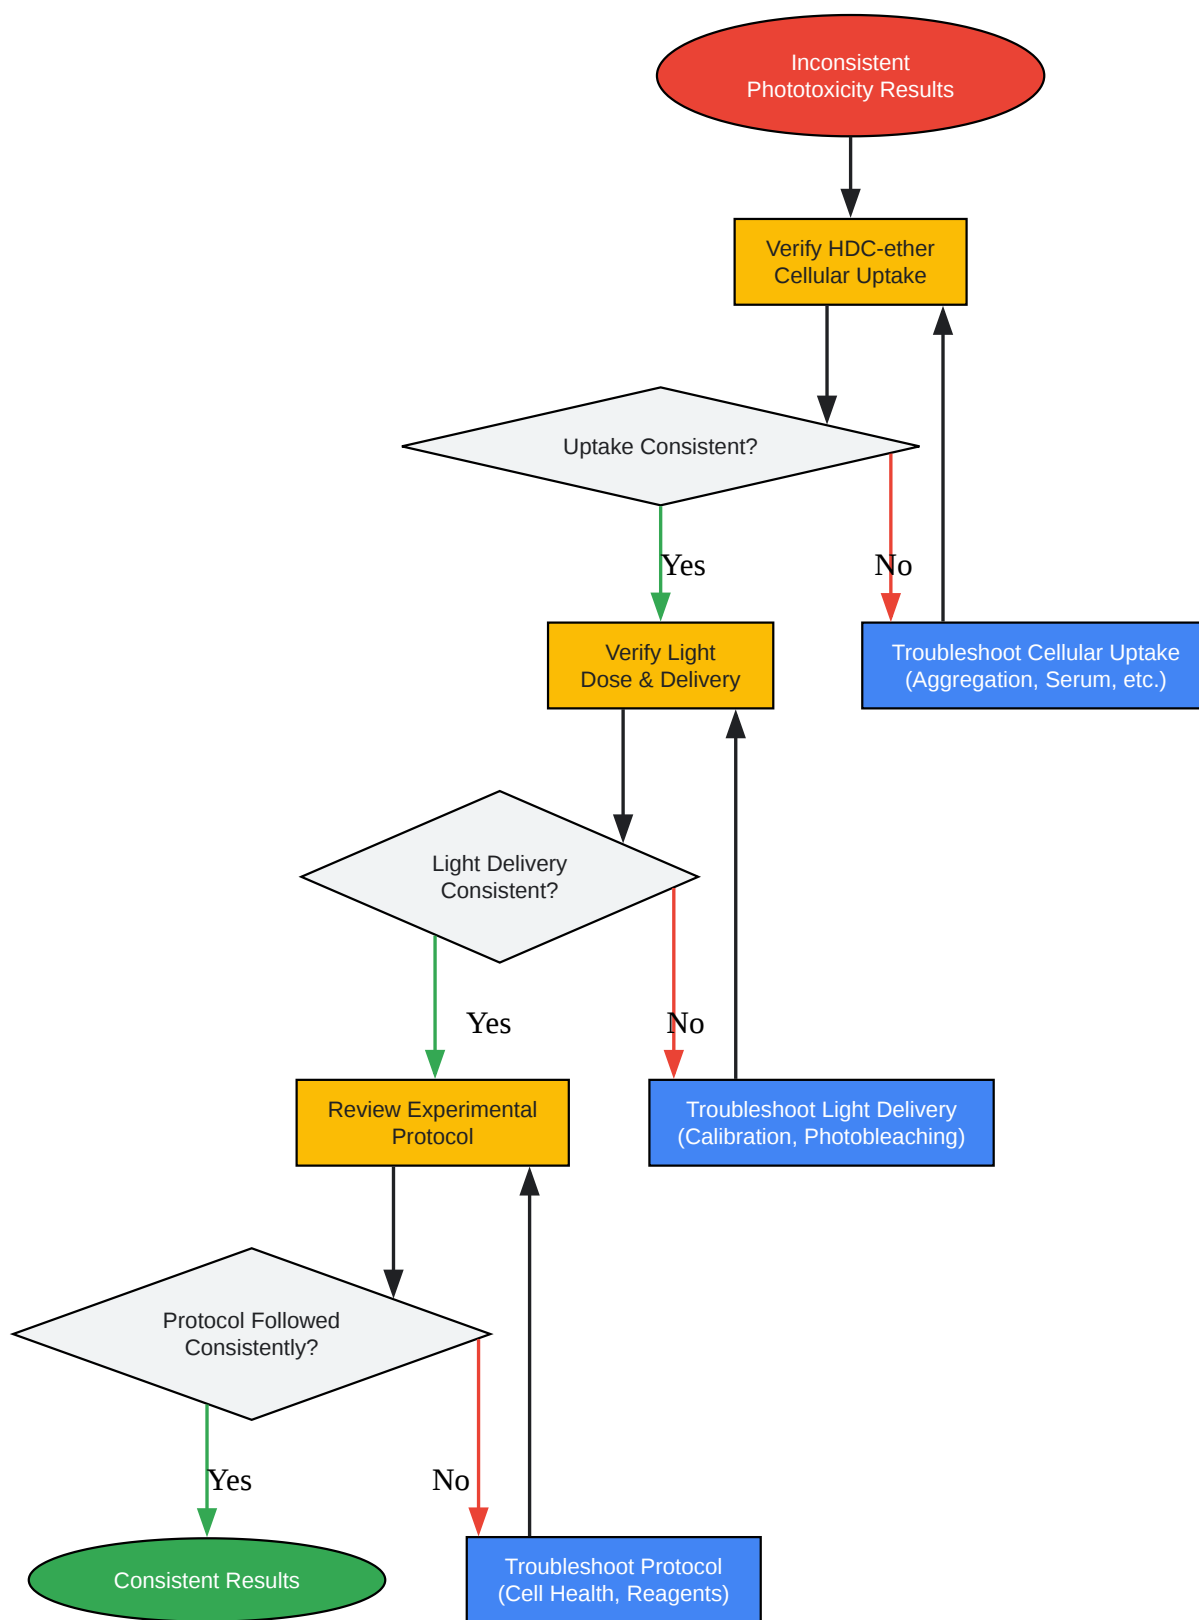 Inconsistent
Phototoxicity Results
Verify HDC-ether
Cellular Uptake
Uptake Consistent?
Yes
No
Verify Light
Dose & Delivery
Troubleshoot Cellular Uptake
(Aggregation, Serum, etc.)
Light Delivery
Consistent?
Yes
No
Review Experimental
Protocol
Troubleshoot Light Delivery
(Calibration, Photobleaching)
Protocol Followed
Consistently?
Yes
No
Consistent Results
Troubleshoot Protocol
(Cell Health, Reagents)